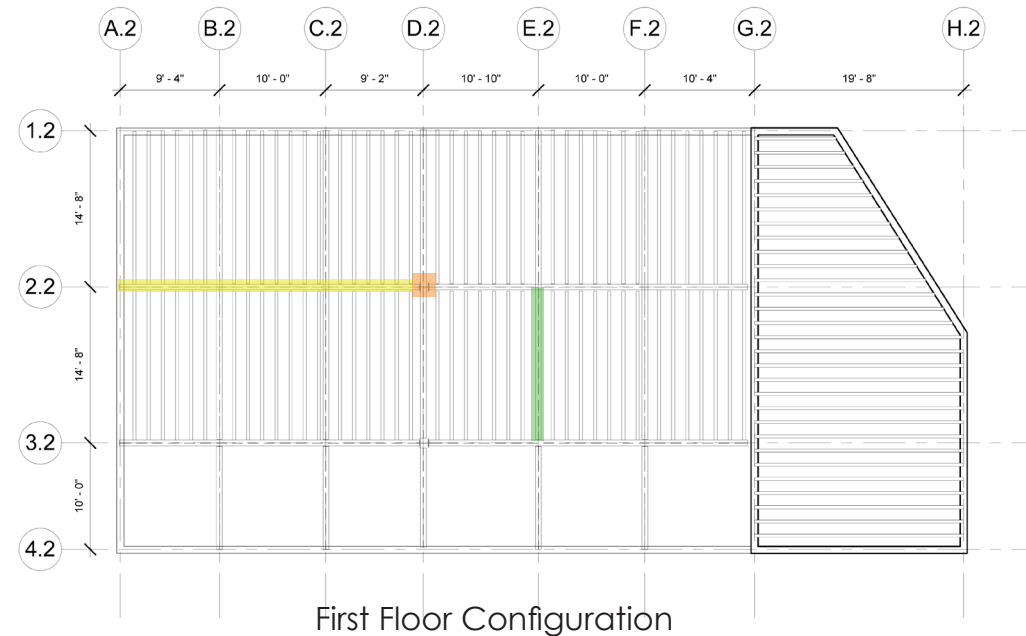 A.2 B.2 C.2 D.2 E.2 F.2 G.2 H.2
9' - 4" 10' - 0" 9' - 2" 10' - 10" 10' - 0" 10' - 4" 19' - 8"
1.2
14' - 8"
2.2
14' - 8"
3.2
10' - 0"
4.2
First Floor Configuration